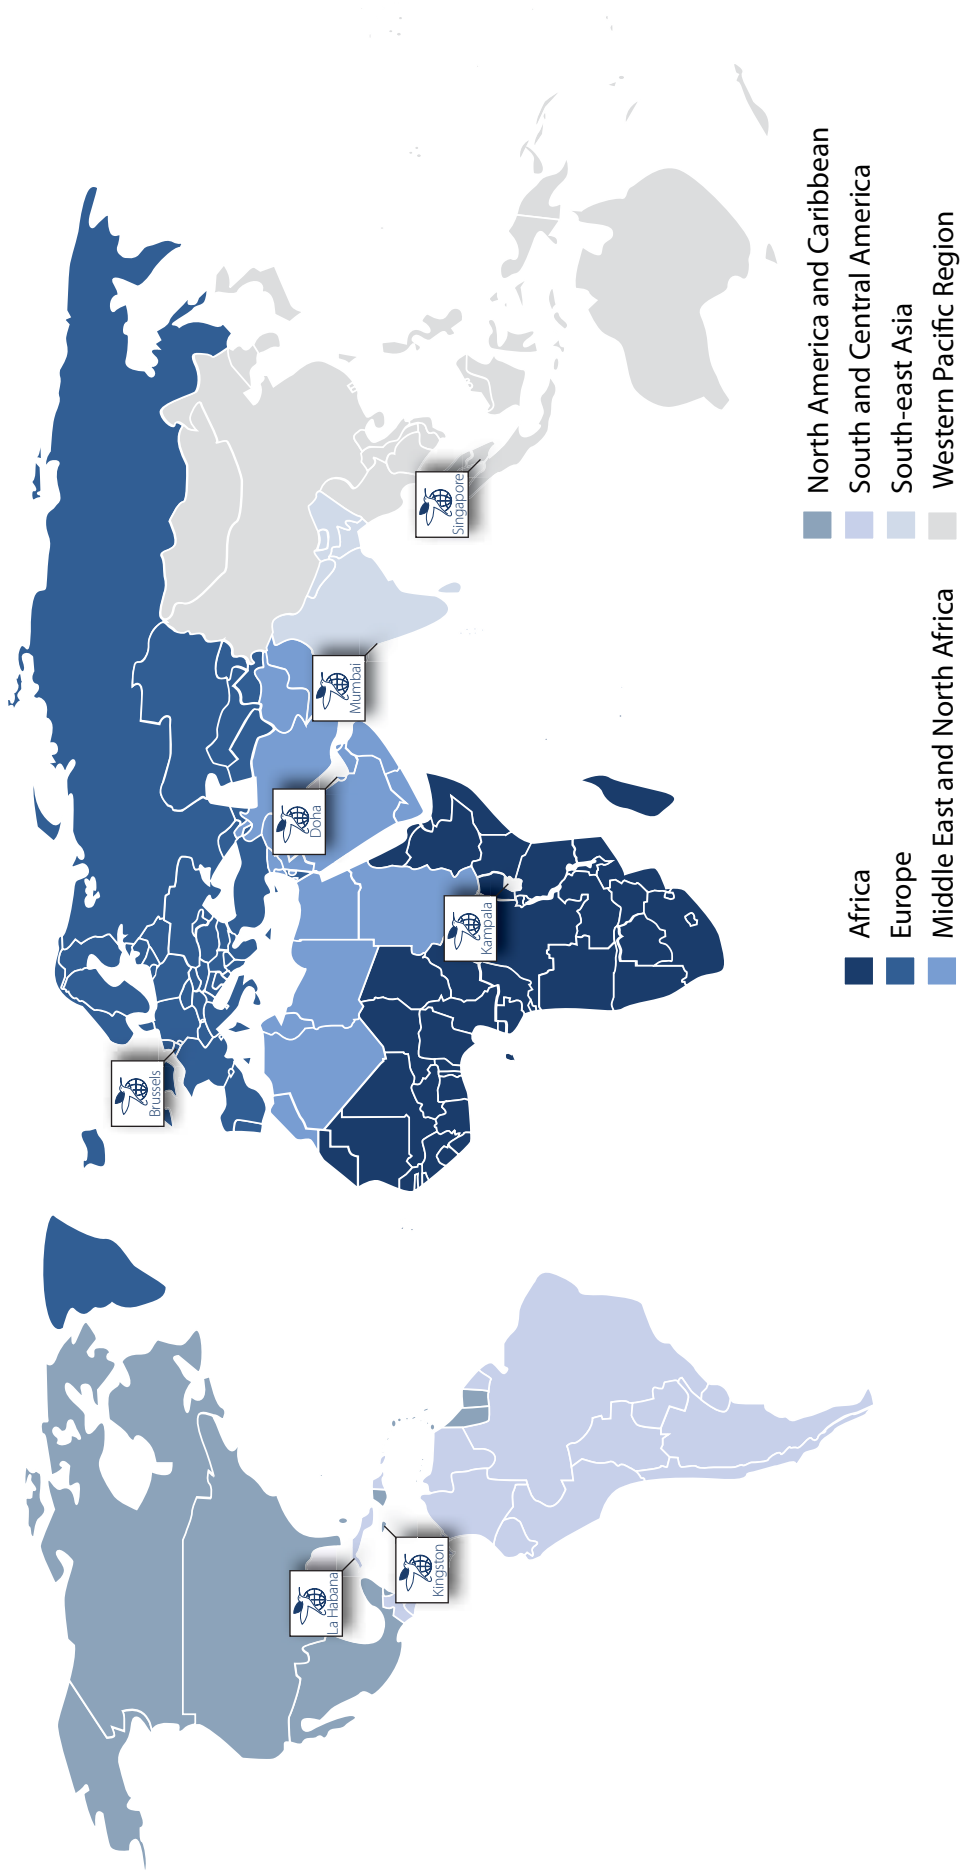 Brussels
Doha
Mumbai
La Habana
Kingston
Kampala
Singapore
Africa
Europe
Middle East and North Africa
North America and Caribbean
South and Central America
South-east Asia
Western Pacific Region